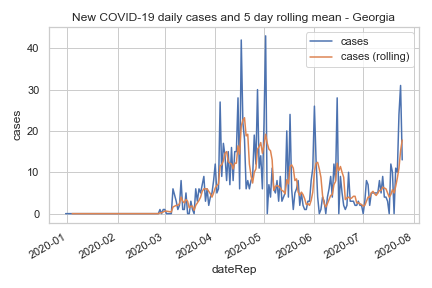 New COVID-19 daily cases and 5 day rolling mean - Georgia
cases
cases (rolling)
40
30
20
10
0
cases
2020-01
2020-02
2020-03
2020-04
2020-05
2020-06
2020-07
2020-08
dateRep